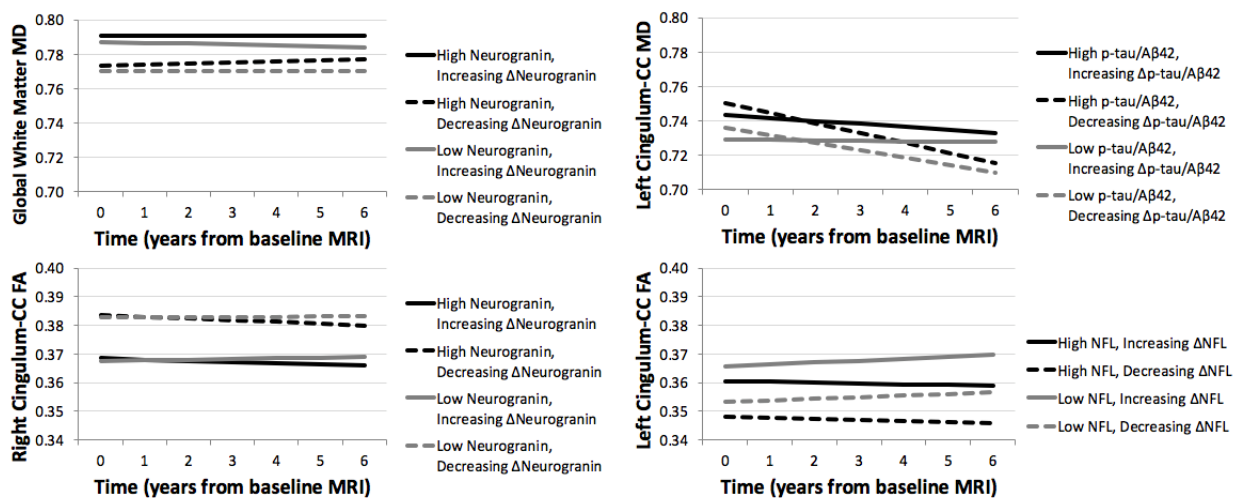 Global White Matter MD
0.80
0.78
0.76
0.74
0.72
0.70
0 1 2 3 4 5 6
Time (years from baseline MRI)
High Neurogranin,
Increasing ΔNeurogranin
High Neurogranin,
Decreasing ΔNeurogranin
Low Neurogranin,
Increasing ΔNeurogranin
Low Neurogranin,
Decreasing ΔNeurogranin
Left Cingulum-CC MD
0.80
0.78
0.76
0.74
0.72
0.70
0 1 2 3 4 5 6
Time (years from baseline MRI)
High p-tau/Aβ42,
Increasing Δp-tau/Aβ42
High p-tau/Aβ42,
Decreasing Δp-tau/Aβ42
Low p-tau/Aβ42,
Increasing Δp-tau/Aβ42
Low p-tau/Aβ42,
Decreasing Δp-tau/Aβ42
Right Cingulum-CC FA
0.40
0.39
0.38
0.37
0.36
0.35
0.34
0 1 2 3 4 5 6
Time (years from baseline MRI)
High Neurogranin,
Increasing ΔNeurogranin
High Neurogranin,
Decreasing ΔNeurogranin
Low Neurogranin,
Increasing ΔNeurogranin
Low Neurogranin,
Decreasing ΔNeurogranin
Left Cingulum-CC FA
0.40
0.39
0.38
0.37
0.36
0.35
0.34
0 1 2 3 4 5 6
Time (years from baseline MRI)
High NFL, Increasing ΔNFL
High NFL, Decreasing ΔNFL
Low NFL, Increasing ΔNFL
Low NFL, Decreasing ΔNFL